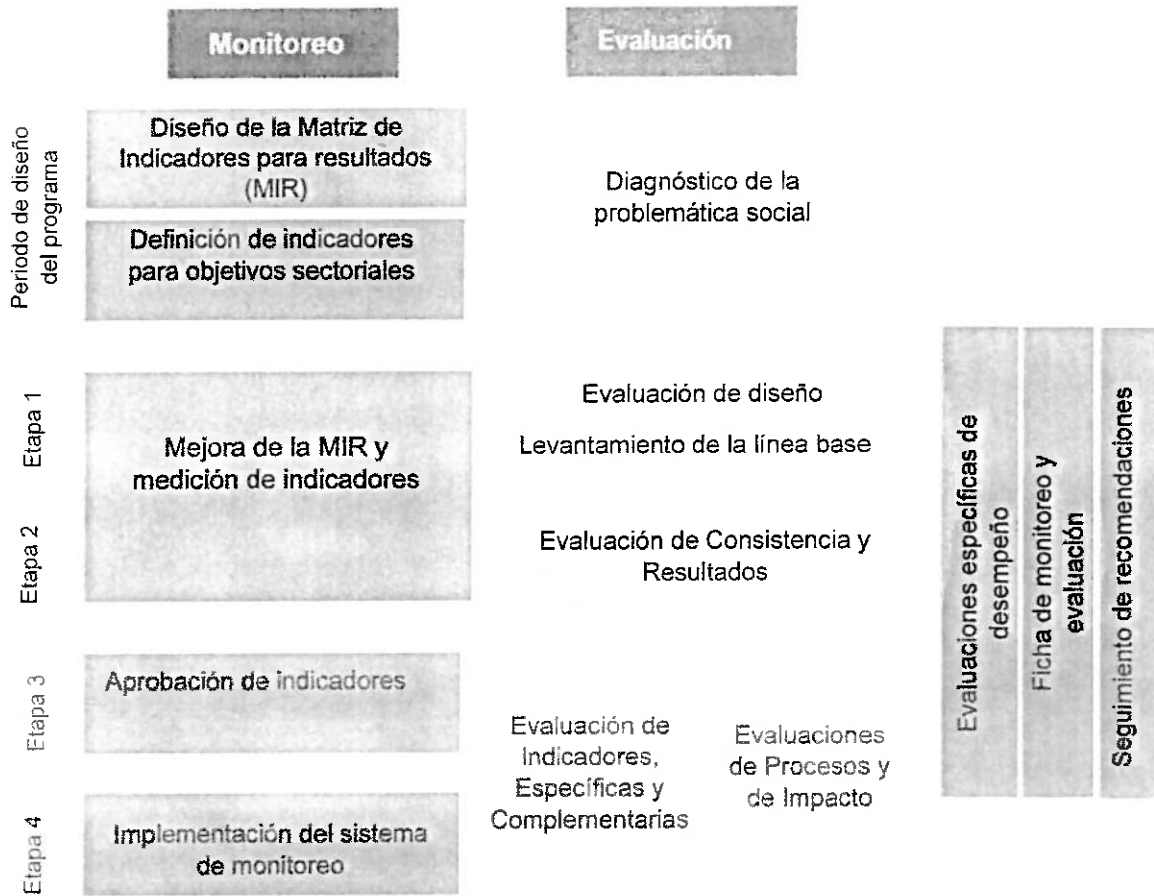 Monitoreo
Evaluación
Periodo de diseño
del programa
Diseño de la Matriz de
Indicadores para resultados
(MIR)
Definición de indicadores
para objetivos sectoriales
Diagnóstico de la
problemática social
Etapa 1
Etapa 2
Mejora de la MIR y
medición de indicadores
Evaluación de diseño
Levantamiento de la línea base
Evaluación de Consistencia y
Resultados
Etapa 3
Aprobación de indicadores
Evaluación de
Indicadores,
Específicas y
Complementarias
Evaluaciones
de Procesos y
de Impacto
Etapa 4
Implementación del sistema
de monitoreo
Evaluaciones específicas de
desempeño
Ficha de monitoreo y
evaluación
Seguimiento de recomendaciones